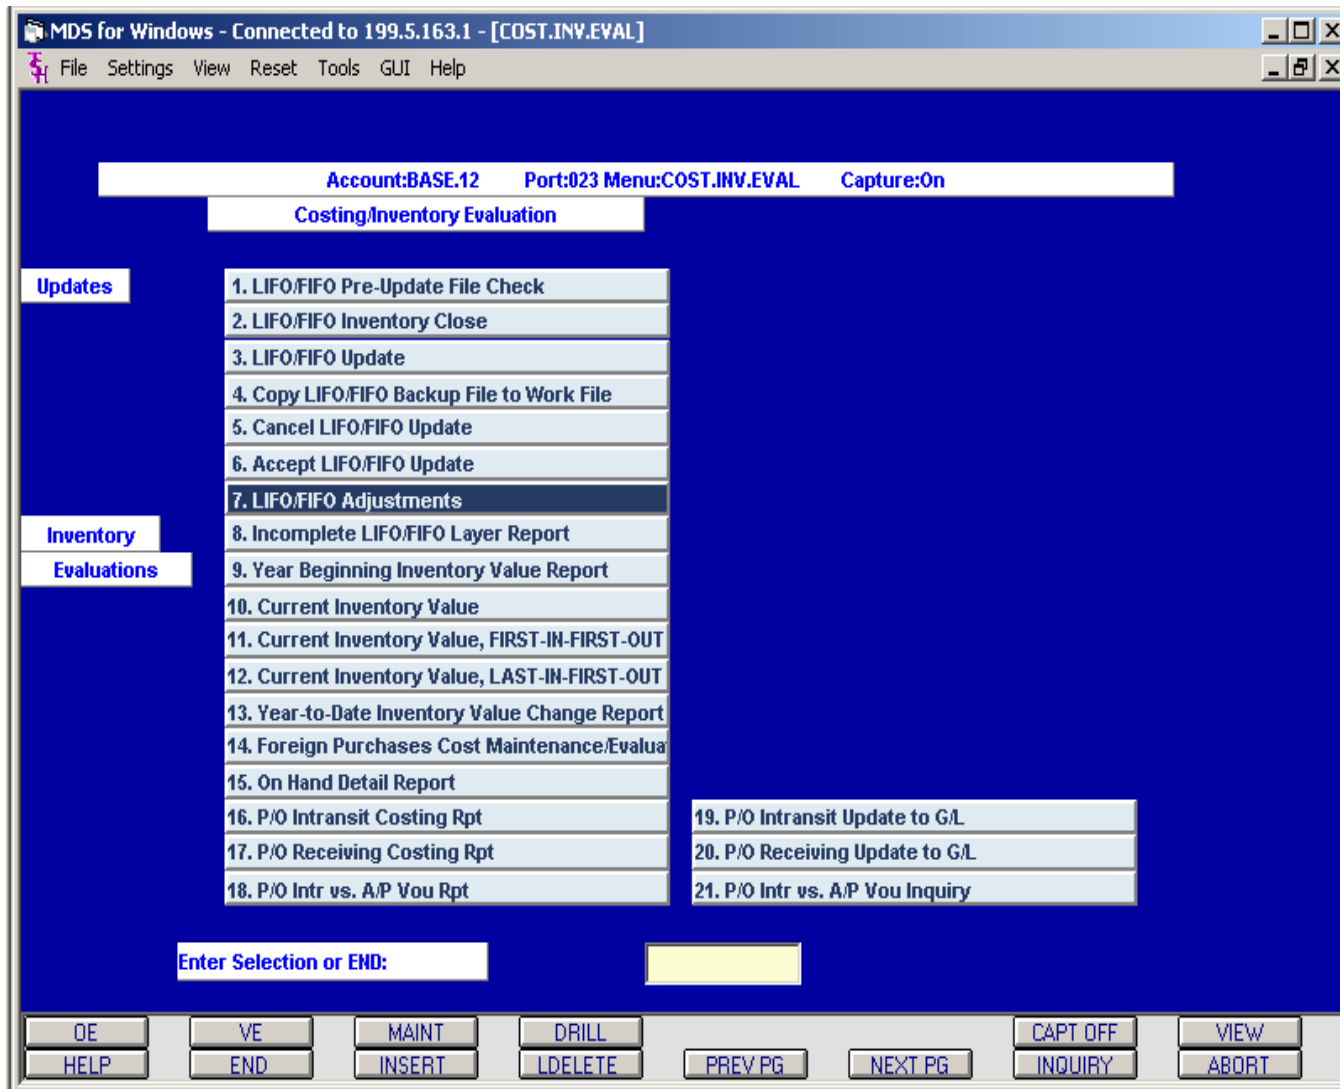 MDS for Windows - Connected to 199.5.163.1 - [COST.INV.EVAL]
File Settings View Reset Tools GUI Help
Account:BASE.12 Port:023 Menu:COST.INV.EVAL Capture:On
Costing/Inventory Evaluation
Updates
1. LIFO/FIFO Pre-Update File Check
2. LIFO/FIFO Inventory Close
3. LIFO/FIFO Update
4. Copy LIFO/FIFO Backup File to Work File
5. Cancel LIFO/FIFO Update
6. Accept LIFO/FIFO Update
7. LIFO/FIFO Adjustments
Inventory
8. Incomplete LIFO/FIFO Layer Report
Evaluations
9. Year Beginning Inventory Value Report
10. Current Inventory Value
11. Current Inventory Value, FIRST-IN-FIRST-OUT
12. Current Inventory Value, LAST-IN-FIRST-OUT
13. Year-to-Date Inventory Value Change Report
14. Foreign Purchases Cost Maintenance/Evalua
15. On Hand Detail Report
16. P/O Intransit Costing Rpt
19. P/O Intransit Update to G/L
17. P/O Receiving Costing Rpt
20. P/O Receiving Update to G/L
18. P/O Intr vs. A/P Vou Rpt
21. P/O Intr vs. A/P Vou Inquiry
Enter Selection or END:
OE VE MAINT DRILL CAPT OFF VIEW
HELP END INSERT LDELETE PREV PG NEXT PG INQUIRY ABORT